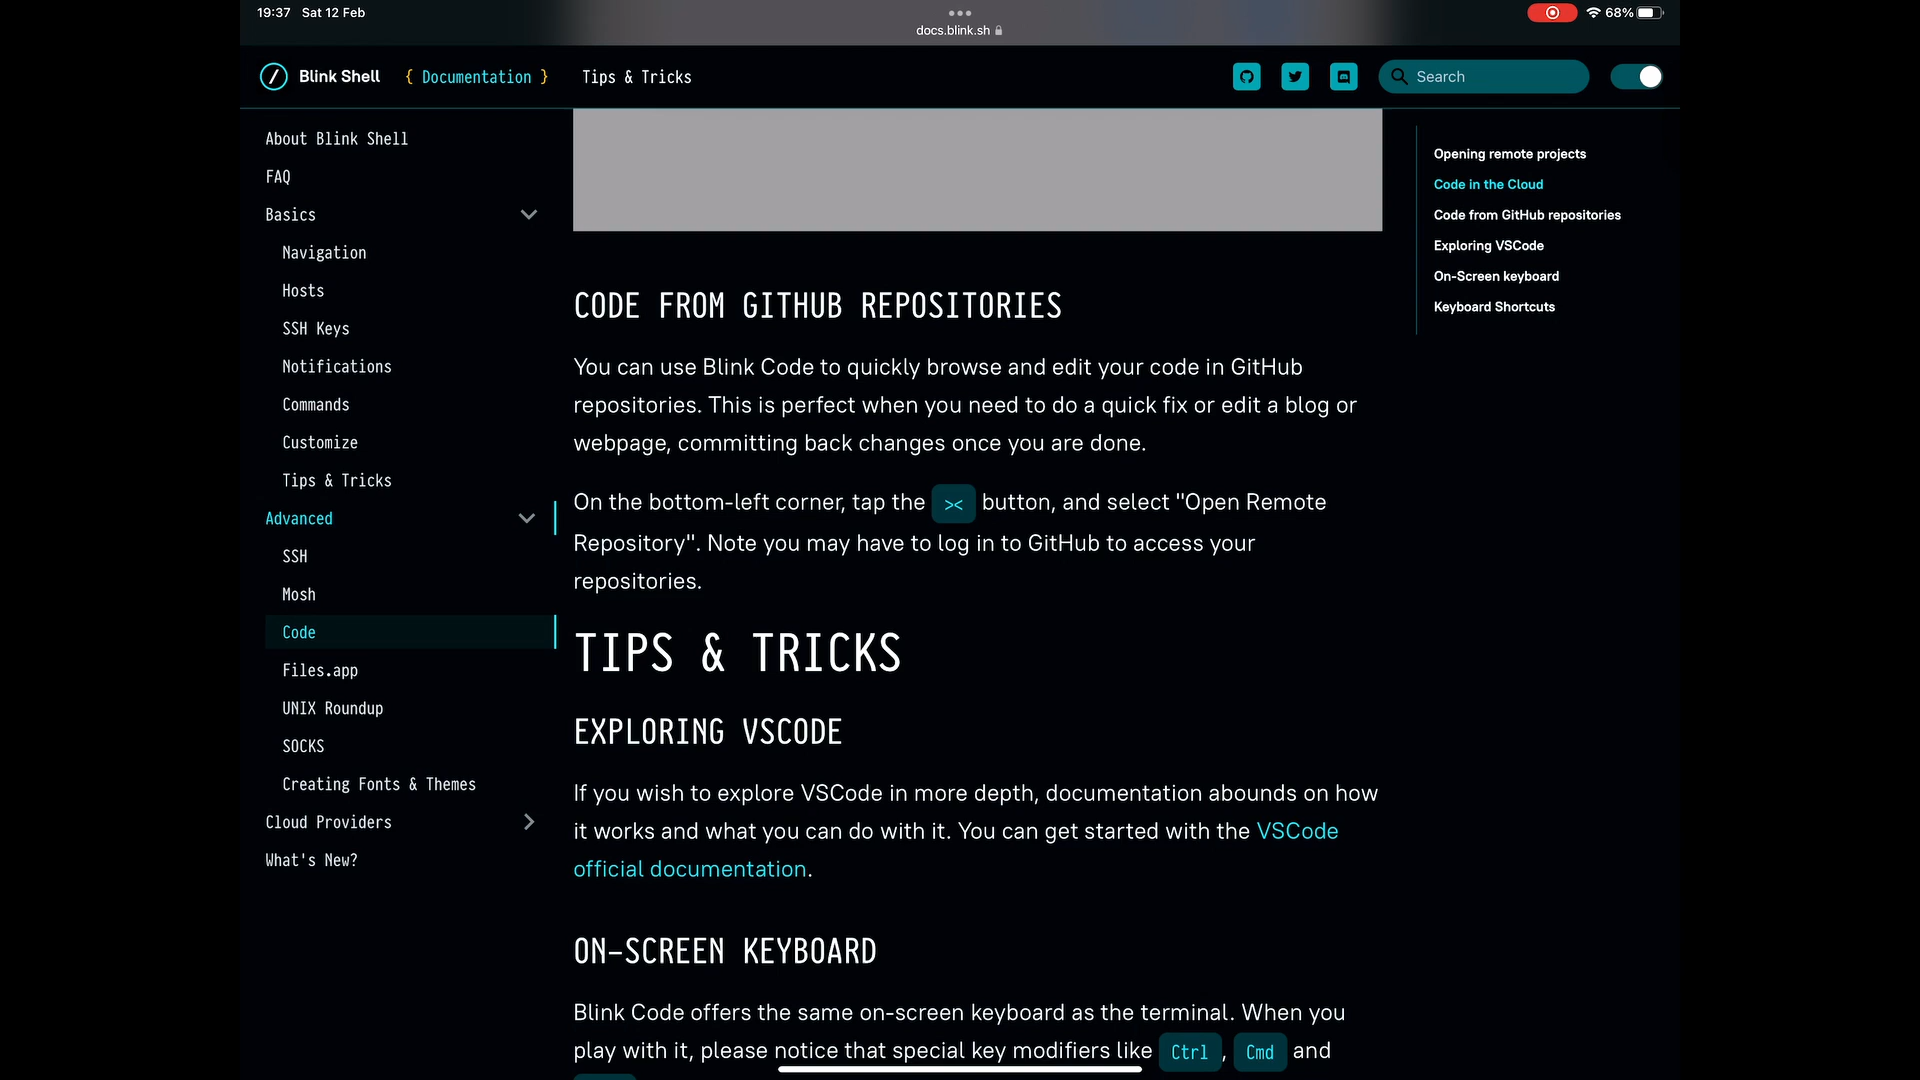 19:37 Sat 12 Feb
68%
docs.blink.sh
Blink Shell { Documentation } Tips & Tricks
Search
About Blink Shell
FAQ
Basics
Navigation
Hosts
SSH Keys
Notifications
Commands
Customize
Tips & Tricks
Advanced
SSH
Mosh
Code
Files.app
UNIX Roundup
SOCKS
Creating Fonts & Themes
Cloud Providers
What's New?
CODE FROM GITHUB REPOSITORIES
You can use Blink Code to quickly browse and edit your code in GitHub
repositories. This is perfect when you need to do a quick fix or edit a blog or
webpage, committing back changes once you are done.
On the bottom-left corner, tap the >< button, and select "Open Remote
Repository". Note you may have to log in to GitHub to access your
repositories.
TIPS & TRICKS
EXPLORING VSCODE
If you wish to explore VSCode in more depth, documentation abounds on how
it works and what you can do with it. You can get started with the VSCode
official documentation.
ON-SCREEN KEYBOARD
Blink Code offers the same on-screen keyboard as the terminal. When you
play with it, please notice that special key modifiers like Ctrl , Cmd and
Opening remote projects
Code in the Cloud
Code from GitHub repositories
Exploring VSCode
On-Screen keyboard
Keyboard Shortcuts